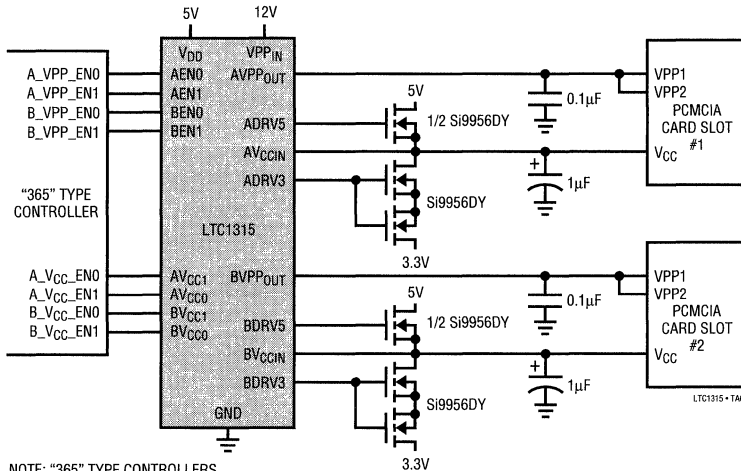 5V
12V
VDD
VPPIN
A_VPP_EN0
AEN0
AVPPOUT
A_VPP_EN1
AEN1
B_VPP_EN0
BEN0
B_VPP_EN1
BEN1
ADRV5
AVCCIN
ADRV3
5V
1/2 Si9956DY
Si9956DY
3.3V
0.1µF
+
1µF
VPP1
VPP2
PCMCIA
CARD SLOT
#1
VCC
“365” TYPE
CONTROLLER
LTC1315
A_VCC_EN0
AVCC1
BVPPOUT
A_VCC_EN1
AVCC0
B_VCC_EN0
BVCC1
B_VCC_EN1
BVCC0
BDRV5
BVCCIN
BDRV3
GND
5V
1/2 Si9956DY
Si9956DY
3.3V
0.1µF
+
1µF
VPP1
VPP2
PCMCIA
CARD SLOT
#2
VCC
LTC1315 • TA
NOTE: “365” TYPE CONTROLLERS